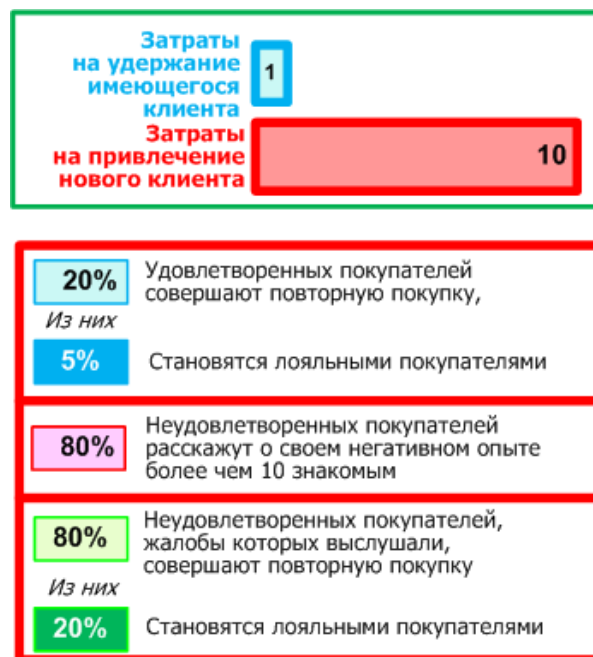 Затраты
на удержание
имеющегося
клиента
1
Затраты
на привлечение
нового клиента
10
20%
Удовлетворенных покупателей
совершают повторную покупку,
Из них
5%
Становятся лояльными покупателями
80%
Неудовлетворенных покупателей
расскажут о своем негативном опыте
более чем 10 знакомым
80%
Неудовлетворенных покупателей,
жалобы которых выслушали,
совершают повторную покупку
Из них
20%
Становятся лояльными покупателями